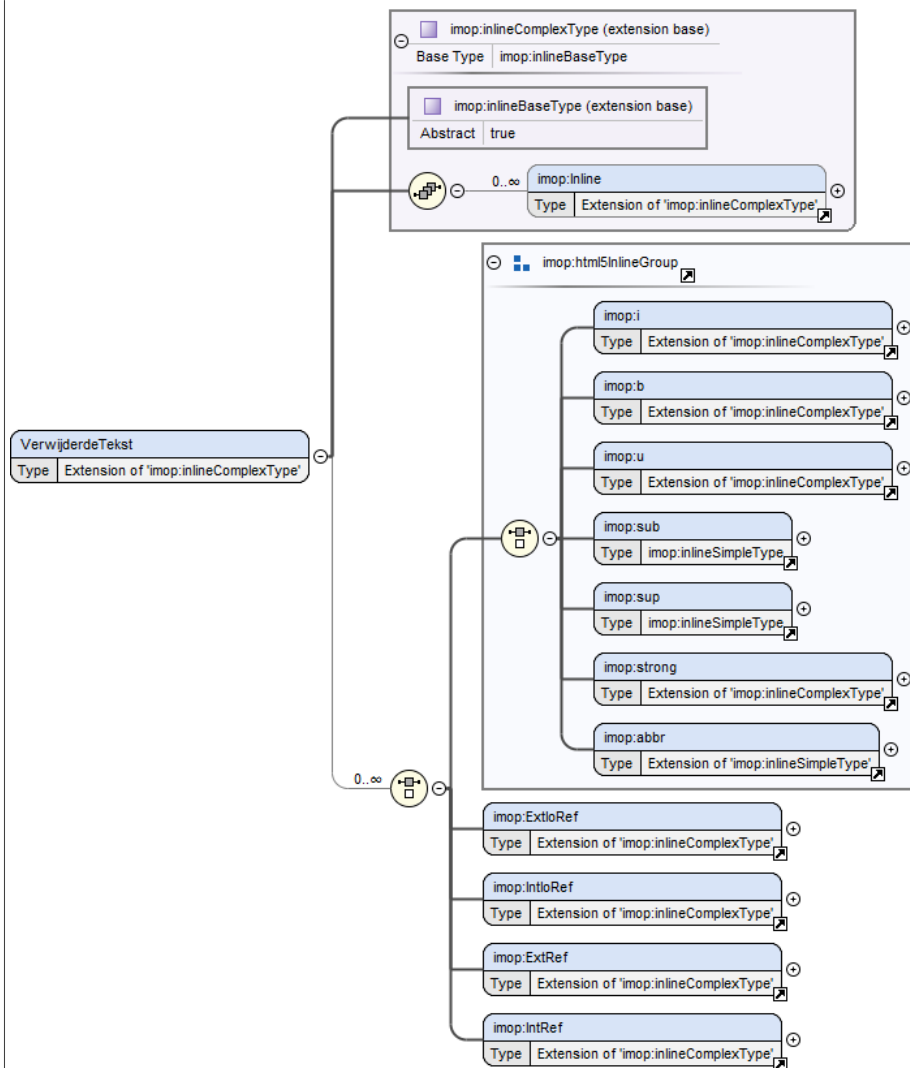 imop:inlineComplexType (extension base)
Base Type imop:inlineBaseType
imop:inlineBaseType (extension base)
Abstract true
0..∞
imop:Inline
Type Extension of 'imop:inlineComplexType'
imop:html5InlineGroup
imop:i
Type Extension of 'imop:inlineComplexType'
imop:b
Type Extension of 'imop:inlineComplexType'
VerwijderdeTekst
Type Extension of 'imop:inlineComplexType'
imop:u
Type Extension of 'imop:inlineComplexType'
imop:sub
Type imop:inlineSimpleType
imop:sup
Type imop:inlineSimpleType
imop:strong
Type Extension of 'imop:inlineComplexType'
imop:abbr
Type Extension of 'imop:inlineSimpleType'
0..∞
imop:ExtIoRef
Type Extension of 'imop:inlineComplexType'
imop:IntIoRef
Type Extension of 'imop:inlineComplexType'
imop:ExtRef
Type Extension of 'imop:inlineComplexType'
imop:IntRef
Type Extension of 'imop:inlineComplexType'